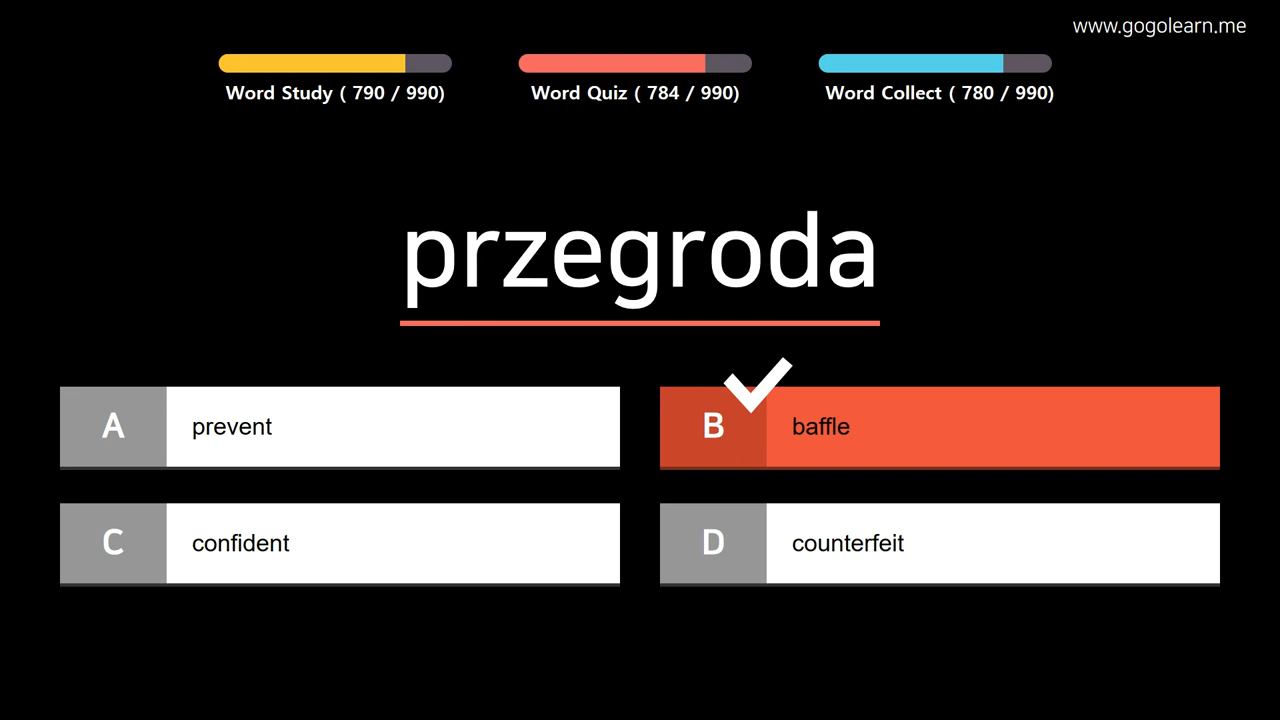 www.gogolearn.me
Word Study ( 790 / 990)
Word Quiz ( 784 / 990)
Word Collect ( 780 / 990)
przegroda
A prevent
B baffle
C confident
D counterfeit